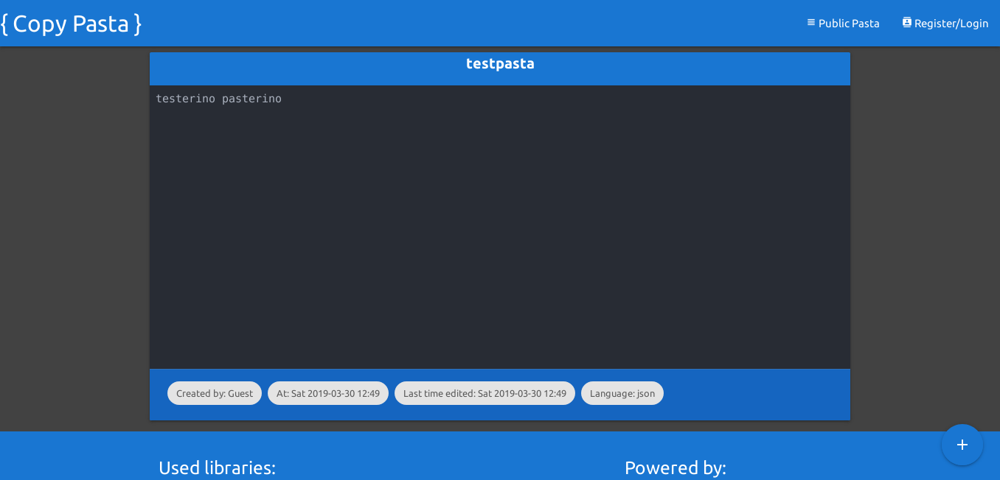 { Copy Pasta }
Public Pasta
Register/Login
testpasta
testerino pasterino
Created by: Guest
At: Sat 2019-03-30 12:49
Last time edited: Sat 2019-03-30 12:49
Language: json
Used libraries:
Powered by: